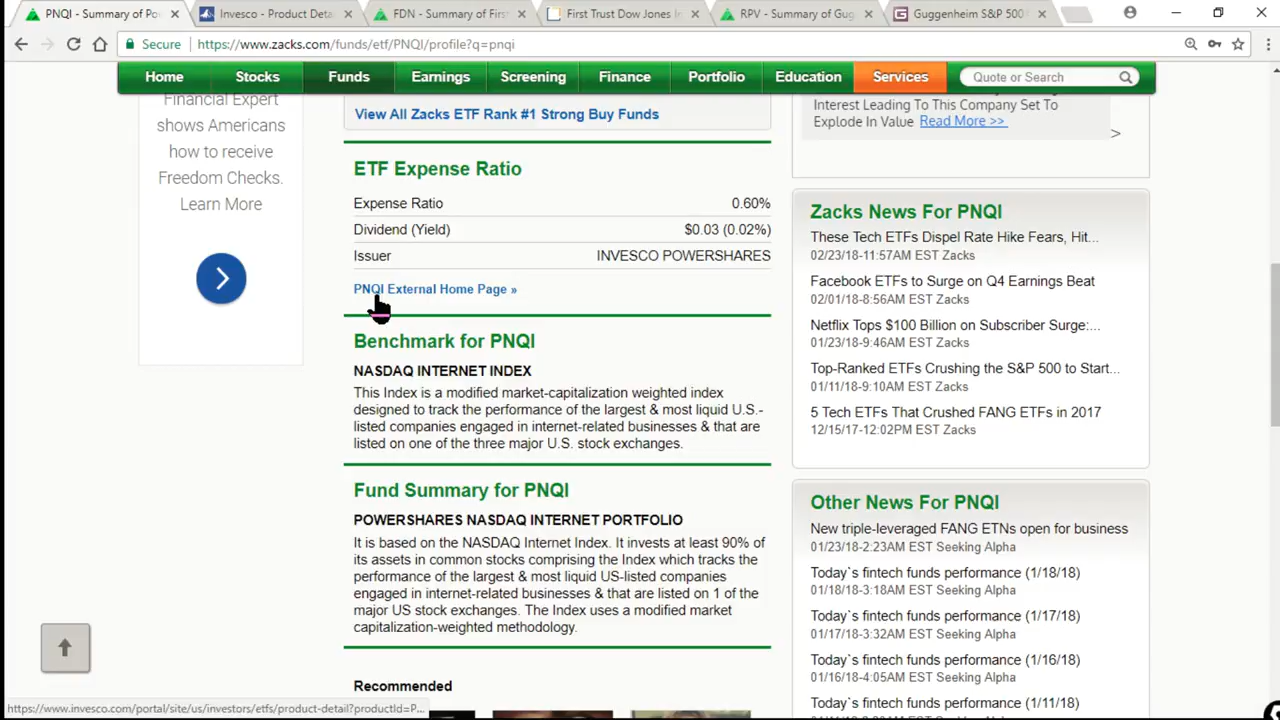 PNQI - Summary of Po
Invesco - Product Deta
FDN - Summary of First
First Trust Dow Jones In
RPV - Summary of Gug
Guggenheim S&P 500
Secure
https://www.zacks.com/funds/etf/PNQI/profile?q=pnqi
Home
Stocks
Funds
Earnings
Screening
Finance
Portfolio
Education
Services
Quote or Search
Financial Expert
shows Americans
how to receive
Freedom Checks.
Learn More
View All Zacks ETF Rank #1 Strong Buy Funds
ETF Expense Ratio
Expense Ratio 0.60%
Dividend (Yield) $0.03 (0.02%)
Issuer INVESCO POWERSHARES
PNQI External Home Page »
Benchmark for PNQI
NASDAQ INTERNET INDEX
This Index is a modified market-capitalization weighted index
designed to track the performance of the largest & most liquid U.S.-
listed companies engaged in internet-related businesses & that are
listed on one of the three major U.S. stock exchanges.
Fund Summary for PNQI
POWERSHARES NASDAQ INTERNET PORTFOLIO
It is based on the NASDAQ Internet Index. It invests at least 90% of
its assets in common stocks comprising the Index which tracks the
performance of the largest & most liquid US-listed companies
engaged in internet-related businesses & that are listed on 1 of the
major US stock exchanges. The Index uses a modified market
capitalization-weighted methodology.
Recommended
Interest Leading To This Company Set To
Explode In Value Read More >>
>
Zacks News For PNQI
These Tech ETFs Dispel Rate Hike Fears, Hit...
02/23/18-11:57AM EST Zacks
Facebook ETFs to Surge on Q4 Earnings Beat
02/01/18-8:56AM EST Zacks
Netflix Tops $100 Billion on Subscriber Surge:...
01/23/18-9:46AM EST Zacks
Top-Ranked ETFs Crushing the S&P 500 to Start...
01/11/18-9:10AM EST Zacks
5 Tech ETFs That Crushed FANG ETFs in 2017
12/15/17-12:02PM EST Zacks
Other News For PNQI
New triple-leveraged FANG ETNs open for business
01/23/18-2:23AM EST Seeking Alpha
Today`s fintech funds performance (1/18/18)
01/18/18-3:18AM EST Seeking Alpha
Today`s fintech funds performance (1/17/18)
01/17/18-3:32AM EST Seeking Alpha
Today`s fintech funds performance (1/16/18)
01/16/18-4:05AM EST Seeking Alpha
Today`s fintech funds performance (1/11/18)
https://www.invesco.com/portal/site/us/investors/etfs/product-detail?productId=P...